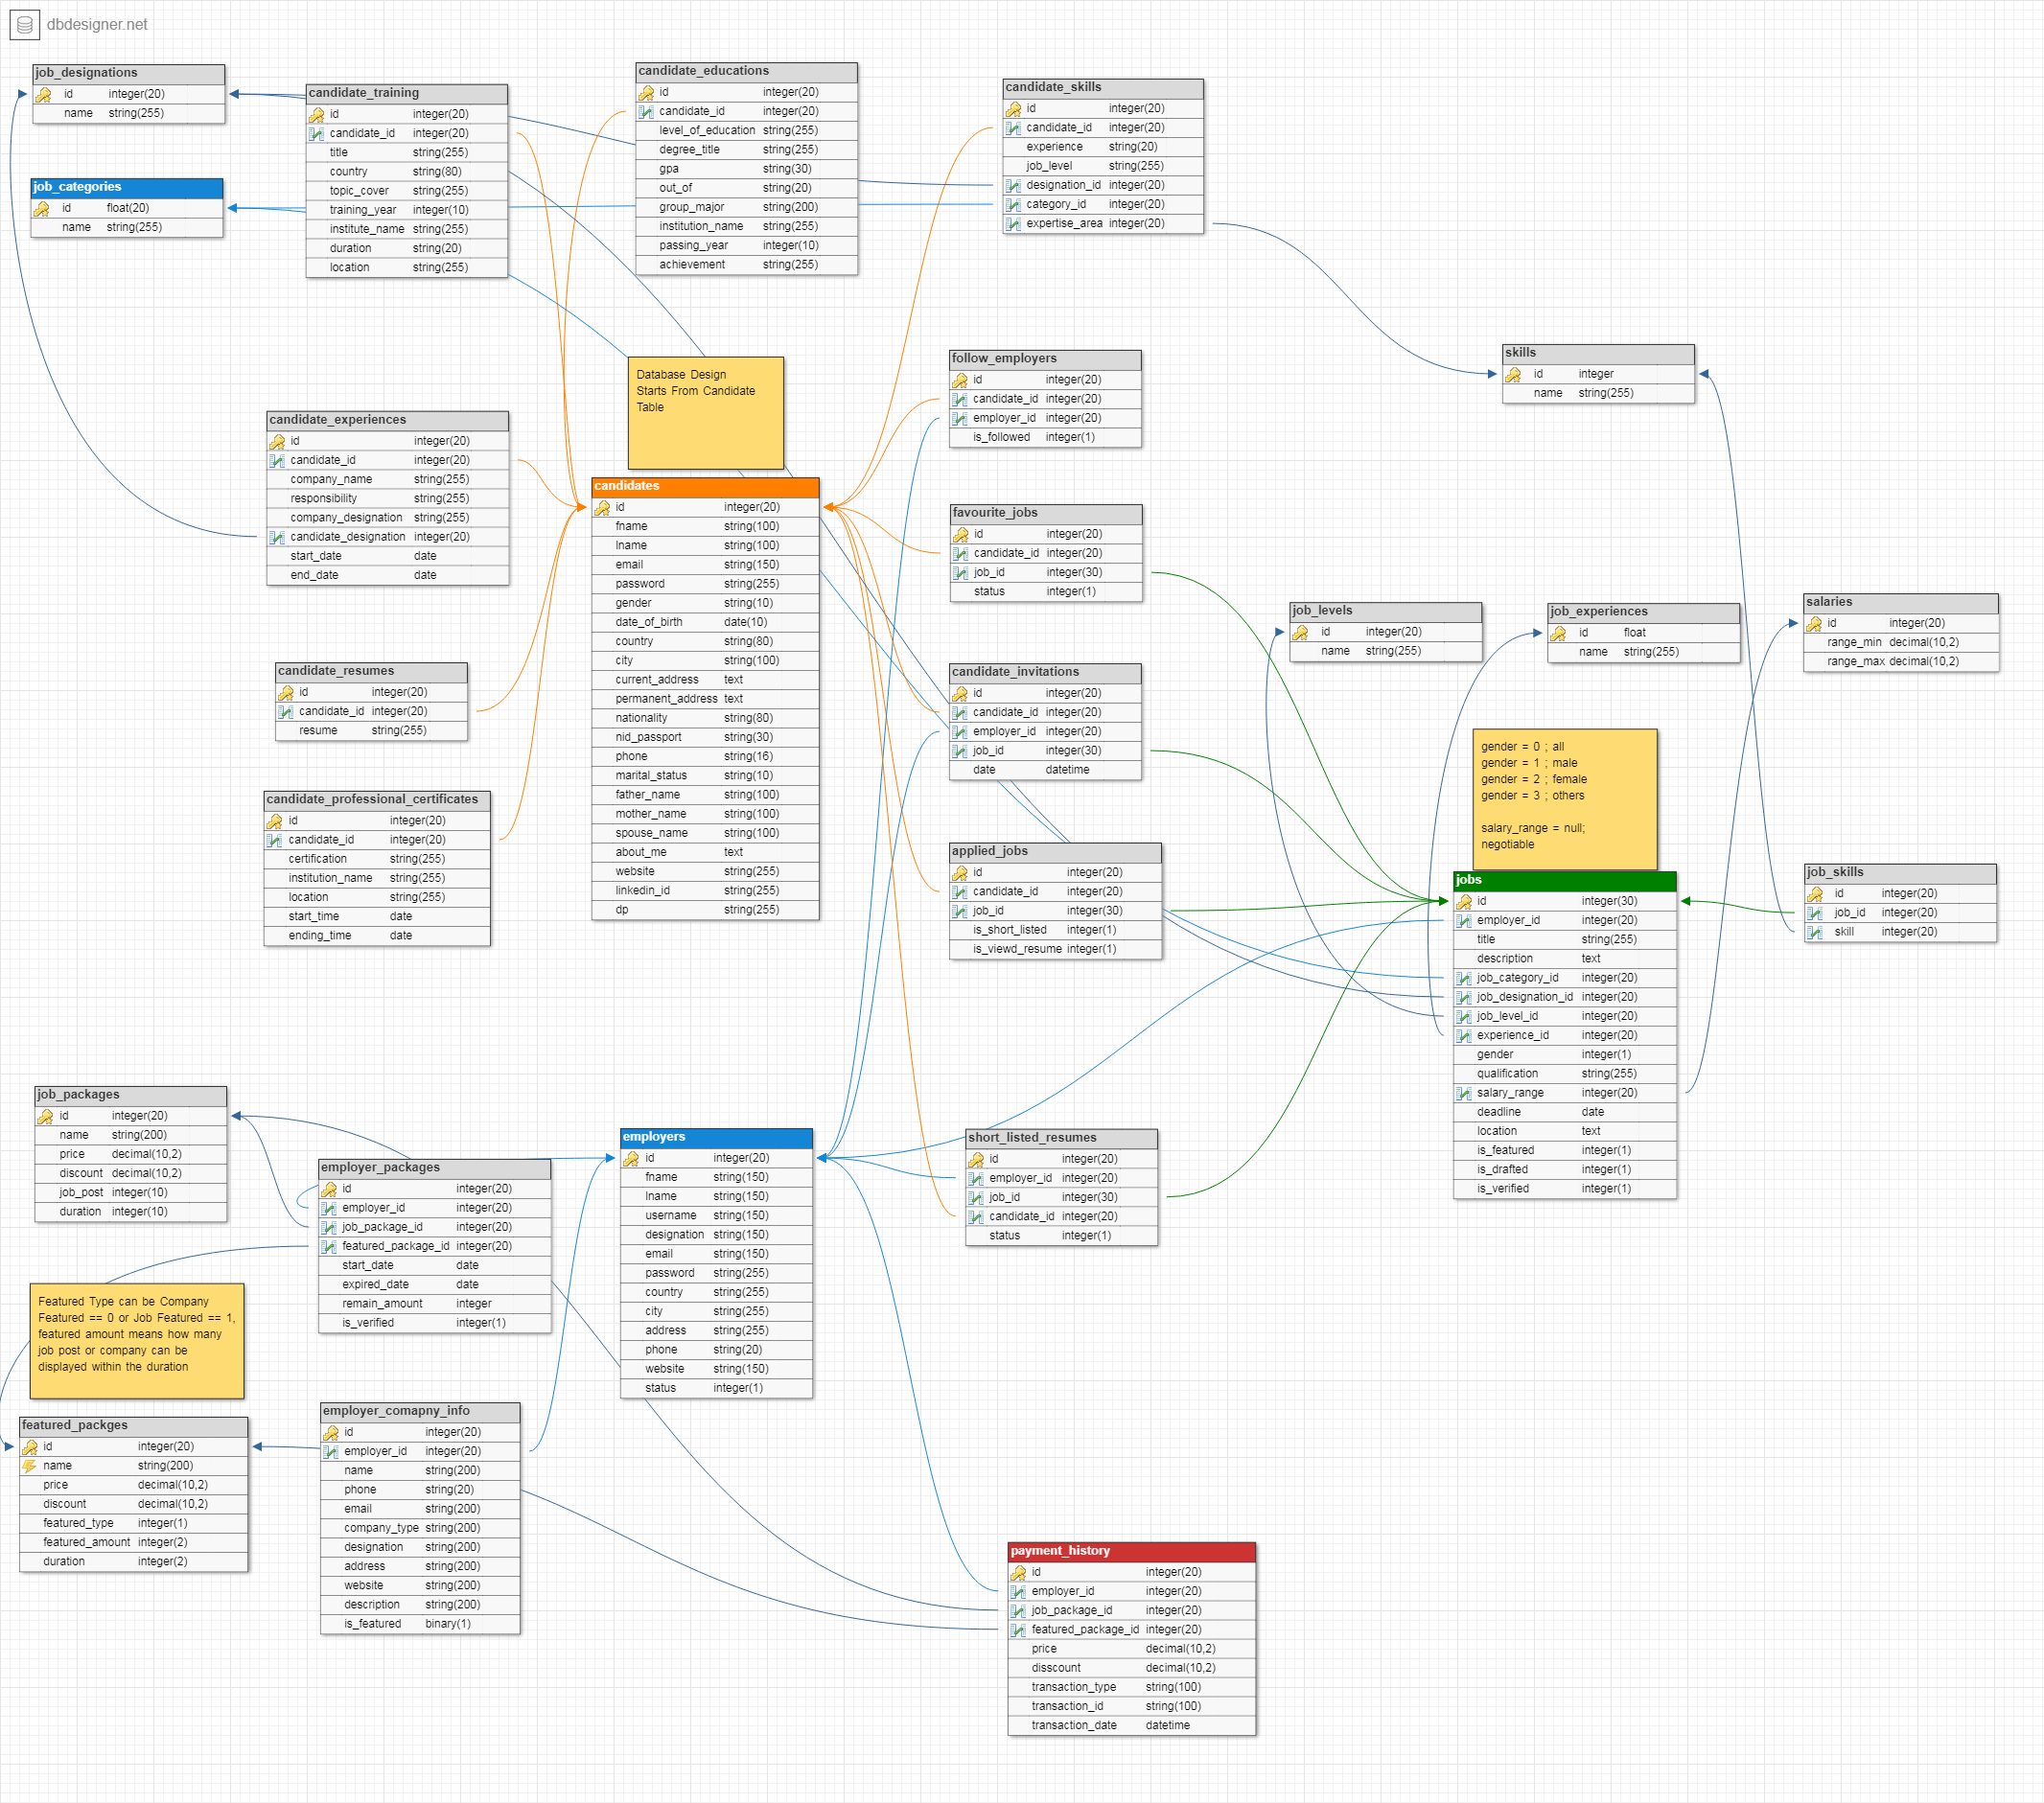 dbdesigner.net
job_designations
id integer(20)
name string(255)
job_categories
id float(20)
name string(255)
candidate_training
id integer(20)
candidate_id integer(20)
title string(255)
country string(80)
topic_cover string(255)
training_year integer(10)
institute_name string(255)
duration string(20)
location string(255)
candidate_educations
id integer(20)
candidate_id integer(20)
level_of_education string(255)
degree_title string(255)
gpa string(30)
out_of string(20)
group_major string(200)
institution_name string(255)
passing_year integer(10)
achievement string(255)
candidate_skills
id integer(20)
candidate_id integer(20)
experience string(20)
job_level string(255)
designation_id integer(20)
category_id integer(20)
expertise_area integer(20)
skills
id integer
name string(255)
Database Design
Starts From Candidate
Table
follow_employers
id integer(20)
candidate_id integer(20)
employer_id integer(20)
is_followed integer(1)
candidate_experiences
id integer(20)
candidate_id integer(20)
company_name string(255)
responsibility string(255)
company_designation string(255)
candidate_designation integer(20)
start_date date
end_date date
candidates
id integer(20)
fname string(100)
lname string(100)
email string(150)
password string(255)
gender string(10)
date_of_birth date(10)
country string(80)
city string(100)
current_address text
permanent_address text
nationality string(80)
nid_passport string(30)
phone string(16)
marital_status string(10)
father_name string(100)
mother_name string(100)
spouse_name string(100)
about_me text
website string(255)
linkedin_id string(255)
dp string(255)
favourite_jobs
id integer(20)
candidate_id integer(20)
job_id integer(30)
status integer(1)
job_levels
id integer(20)
name string(255)
job_experiences
id float
name string(255)
salaries
id integer(20)
range_min decimal(10,2)
range_max decimal(10,2)
candidate_resumes
id integer(20)
candidate_id integer(20)
resume string(255)
candidate_invitations
id integer(20)
candidate_id integer(20)
employer_id integer(20)
job_id integer(30)
date datetime
gender = 0 ; all
gender = 1 ; male
gender = 2 ; female
gender = 3 ; others
salary_range = null;
negotiable
candidate_professional_certificates
id integer(20)
candidate_id integer(20)
certification string(255)
institution_name string(255)
location string(255)
start_time date
ending_time date
applied_jobs
id integer(20)
candidate_id integer(20)
job_id integer(30)
is_short_listed integer(1)
is_viewd_resume integer(1)
jobs
id integer(30)
employer_id integer(20)
title string(255)
description text
job_category_id integer(20)
job_designation_id integer(20)
job_level_id integer(20)
experience_id integer(20)
gender integer(1)
qualification string(255)
salary_range integer(20)
deadline date
location text
is_featured integer(1)
is_drafted integer(1)
is_verified integer(1)
job_skills
id integer(20)
job_id integer(20)
skill integer(20)
job_packages
id integer(20)
name string(200)
price decimal(10,2)
discount decimal(10,2)
job_post integer(10)
duration integer(10)
employer_packages
id integer(20)
employer_id integer(20)
job_package_id integer(20)
featured_package_id integer(20)
start_date date
expired_date date
remain_amount integer
is_verified integer(1)
employers
id integer(20)
fname string(150)
lname string(150)
username string(150)
designation string(150)
email string(150)
password string(255)
country string(255)
city string(255)
address string(255)
phone string(20)
website string(150)
status integer(1)
short_listed_resumes
id integer(20)
employer_id integer(20)
job_id integer(30)
candidate_id integer(20)
status integer(1)
Featured Type can be Company
Featured == 0 or Job Featured == 1,
featured amount means how many
job post or company can be
displayed within the duration
featured_packges
id integer(20)
name string(200)
price decimal(10,2)
discount decimal(10,2)
featured_type integer(1)
featured_amount integer(2)
duration integer(2)
employer_comapny_info
id integer(20)
employer_id integer(20)
name string(200)
phone string(20)
email string(200)
company_type string(200)
designation string(200)
address string(200)
website string(200)
description string(200)
is_featured binary(1)
payment_history
id integer(20)
employer_id integer(20)
job_package_id integer(20)
featured_package_id integer(20)
price decimal(10,2)
disscount decimal(10,2)
transaction_type string(100)
transaction_id string(100)
transaction_date datetime